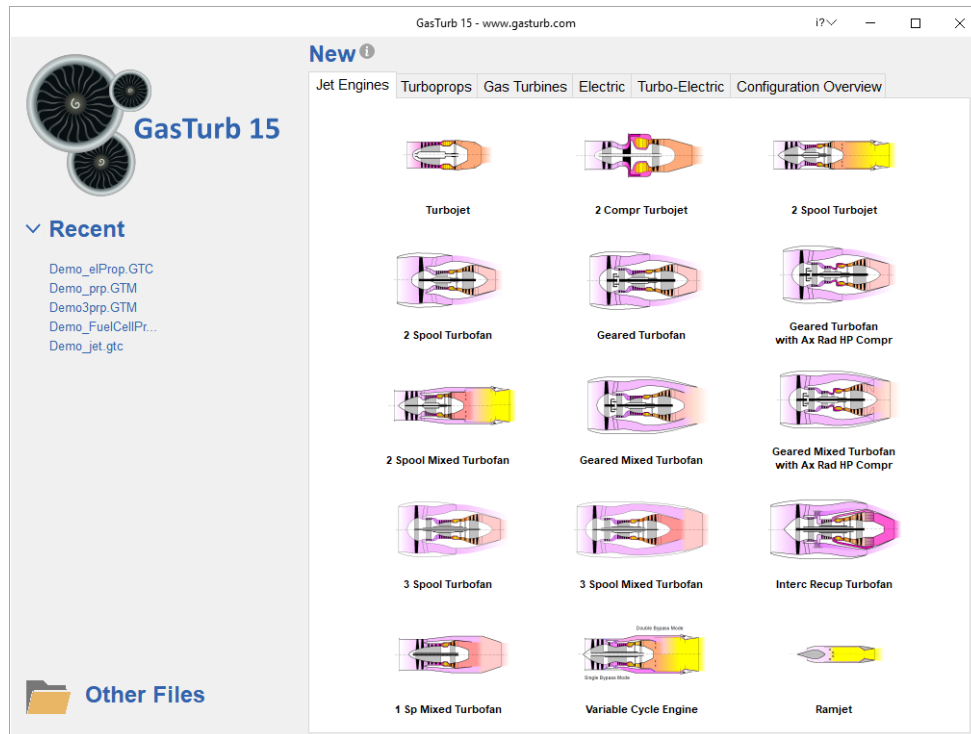 GasTurb 15 - www.gasturb.com
i?
GasTurb 15
Recent
Demo_elProp.GTC
Demo_prp.GTM
Demo3prp.GTM
Demo_FuelCellPr...
Demo_jet.gtc
Other Files
New
Jet Engines Turboprops Gas Turbines Electric Turbo-Electric Configuration Overview
Turbojet
2 Compr Turbojet
2 Spool Turbojet
2 Spool Turbofan
Geared Turbofan
Geared Turbofan
with Ax Rad HP Compr
2 Spool Mixed Turbofan
Geared Mixed Turbofan
Geared Mixed Turbofan
with Ax Rad HP Compr
3 Spool Turbofan
3 Spool Mixed Turbofan
Interc Recup Turbofan
1 Sp Mixed Turbofan
Double Bypass Mode
Single Bypass Mode
Variable Cycle Engine
Ramjet